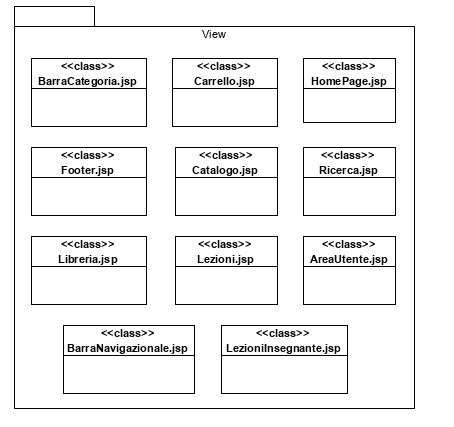 View
<<class>>
BarraCategoria.jsp
<<class>>
Carrello.jsp
<<class>>
HomePage.jsp
<<class>>
Footer.jsp
<<class>>
Catalogo.jsp
<<class>>
Ricerca.jsp
<<class>>
Libreria.jsp
<<class>>
Lezioni.jsp
<<class>>
AreaUtente.jsp
<<class>>
BarraNavigazionale.jsp
<<class>>
LezioniInsegnante.jsp